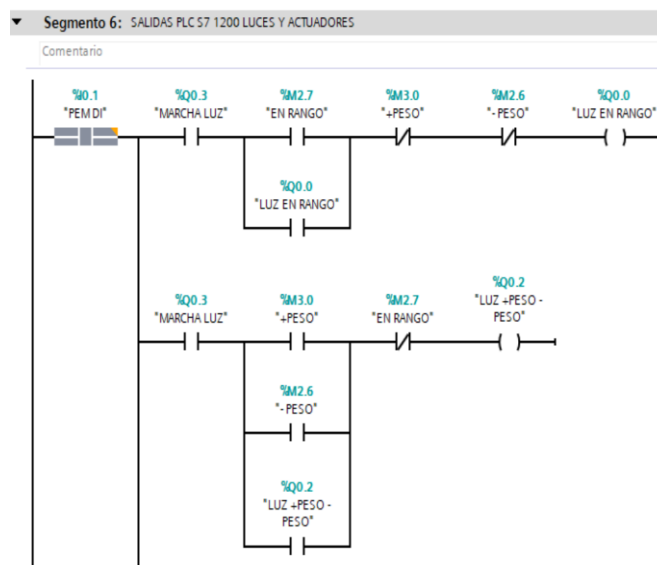 Segmento 6: SALIDAS PLC S7 1200 LUCES Y ACTUADORES
Comentario
%I0.1
"PEM DI"
%Q0.3
"MARCHA LUZ"
%M2.7
"EN RANGO"
%M3.0
"+PESO"
%M2.6
"- PESO"
%Q0.0
"LUZ EN RANGO"
%Q0.0
"LUZ EN RANGO"
%Q0.3
"MARCHA LUZ"
%M3.0
"+PESO"
%M2.7
"EN RANGO"
%Q0.2
"LUZ +PESO -
PESO"
%M2.6
"- PESO"
%Q0.2
"LUZ +PESO -
PESO"